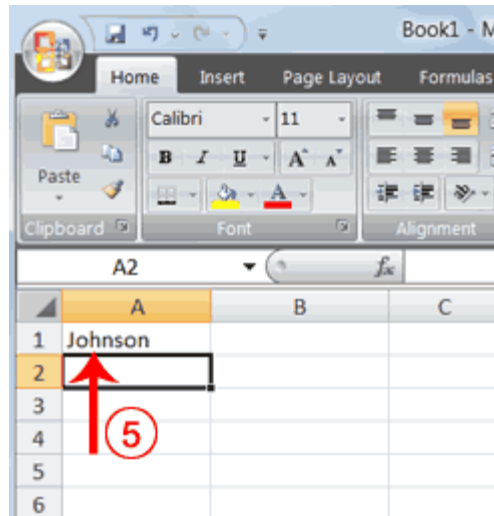 Book1 - M
Home Insert Page Layout Formulas
Calibri 11
B I U A A
Paste A
Clipboard Font Alignment
A2 fx
A B C
1 Johnson
2
3
5
4
5
6